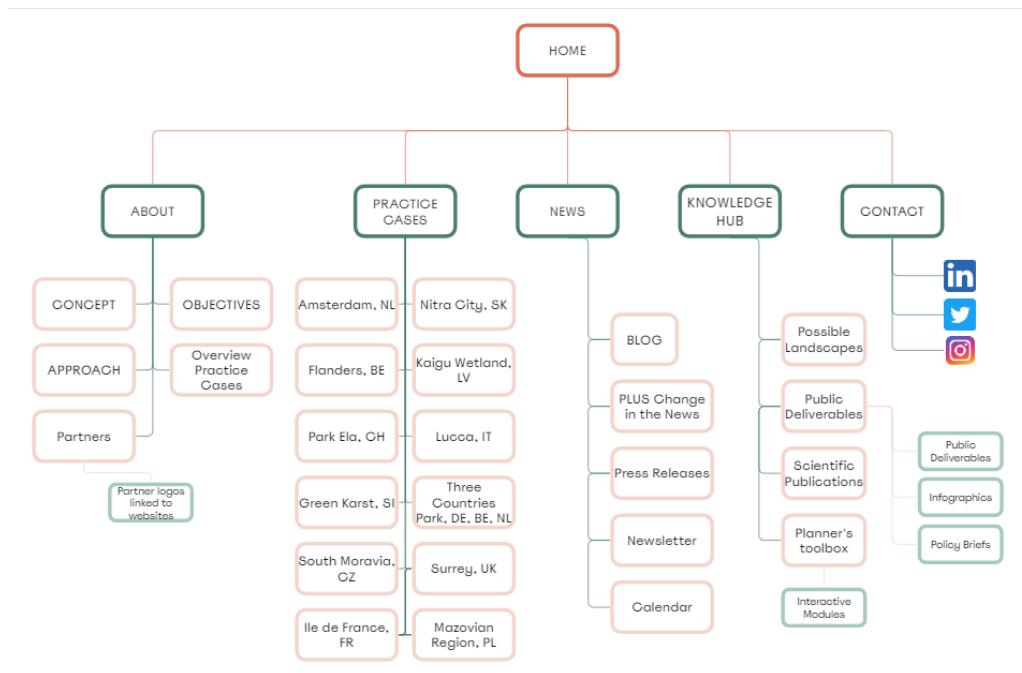 HOME
ABOUT
PRACTICE
CASES
NEWS
KNOWLEDGE
HUB
CONTACT
CONCEPT
OBJECTIVES
APPROACH
Overview
Practice
Cases
Partners
Partner logos
linked to
websites
Amsterdam, NL
Nitra City, SK
Flanders, BE
Kaigu Wetland,
LV
Park Ela, CH
Lucca, IT
Green Karst, SI
Three
Countries
Park, DE, BE, NL
South Moravia,
CZ
Surrey, UK
Ile de France,
FR
Mazovian
Region, PL
BLOG
PLUS Change
in the News
Press Releases
Newsletter
Calendar
Possible
Landscapes
Public
Deliverables
Scientific
Publications
Planner's
toolbox
Interactive
Modules
Public
Deliverables
Infographics
Policy Briefs
in